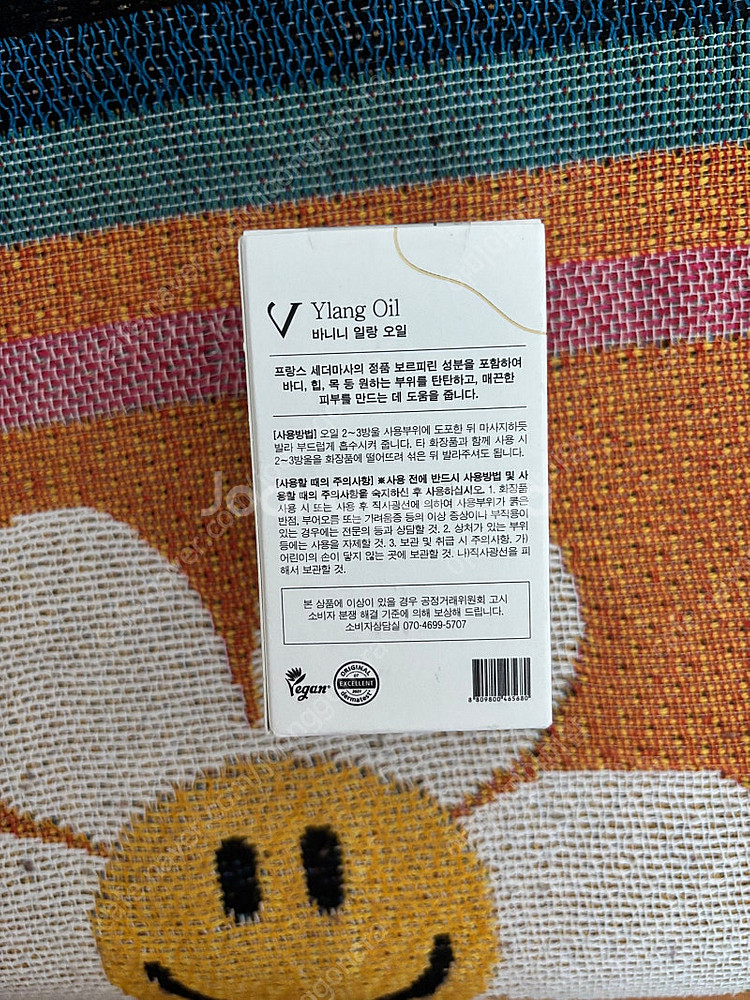 V Ylang Oil
바니니 일랑 오일
프랑스 세더마사의 정품 보르피린 성분을 포함하여
바디, 힙, 목 등 원하는 부위를 탄탄하고, 매끈한
피부를 만드는 데 도움을 줍니다.
[사용방법] 오일 2~3방울 사용부위에 도포한 뒤 마사지하듯
발라 부드럽게 흡수시켜 줍니다. 타 화장품과 함께 사용 시
2~3방울을 화장품에 떨어뜨려 섞은 뒤 발라주셔도 됩니다.
[사용할 때의 주의사항] ※사용 전에 반드시 사용방법 및 사
용할 때의 주의사항을 숙지하신 후 사용하십시오. 1. 화장품
사용 시 또는 사용 후 직사광선에 의하여 사용부위가 붉은
반점, 부어오름 또는 가려움증 등의 이상 증상이나 부작용이
있는 경우에는 전문의 등과 상담할 것. 2. 상처가 있는 부위
등에는 사용을 자제할 것. 3. 보관 및 취급 시 주의사항. 가)
어린이의 손이 닿지 않는 곳에 보관할 것. 나)직사광선을 피
해서 보관할 것.
본 상품에 이상이 있을 경우 공정거래위원회 고시
소비자 분쟁 해결 기준에 의해 보상해 드립니다.
소비자상담실 070-4699-5707
Vegan
ORIGINAL
EXCELLENT
dermatest
8 809800 465680